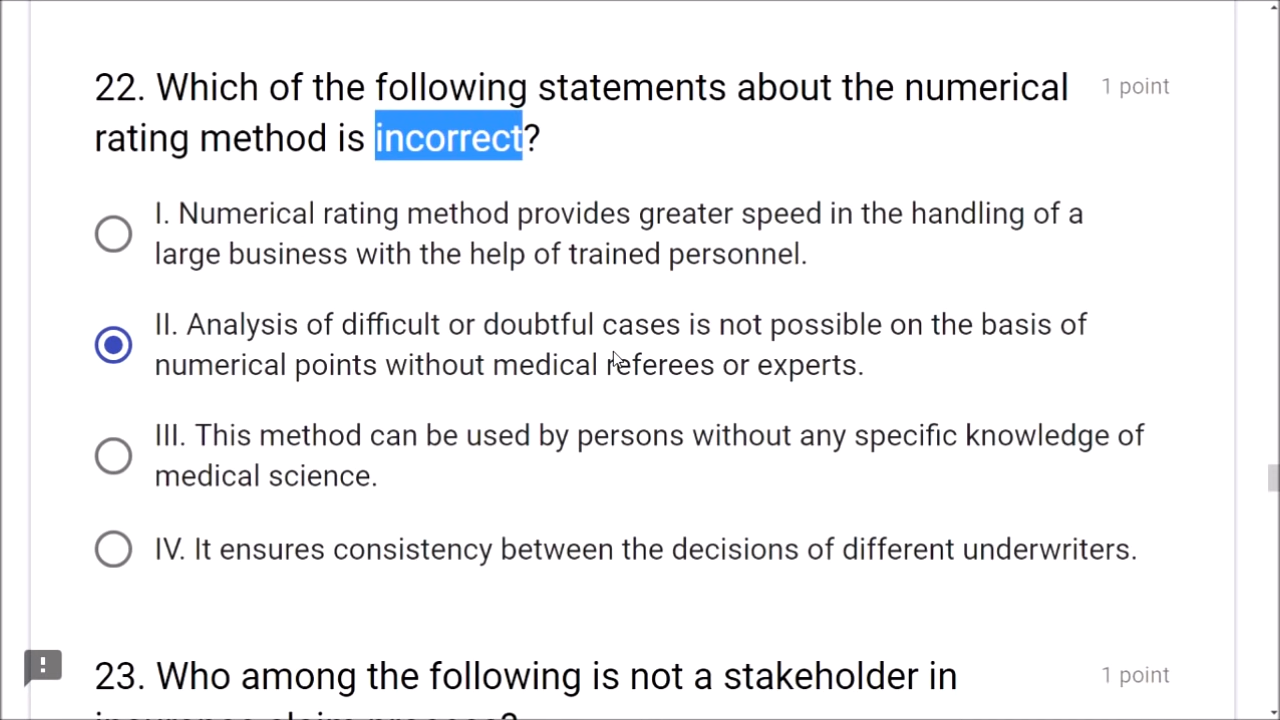 22. Which of the following statements about the numerical
1 point
rating method is incorrect?
I. Numerical rating method provides greater speed in the handling of a
large business with the help of trained personnel.
II. Analysis of difficult or doubtful cases is not possible on the basis of
numerical points without medical referees or experts.
III. This method can be used by persons without any specific knowledge of
medical science.
IV. It ensures consistency between the decisions of different underwriters.
23. Who among the following is not a stakeholder in
1 point
insurance claim process?